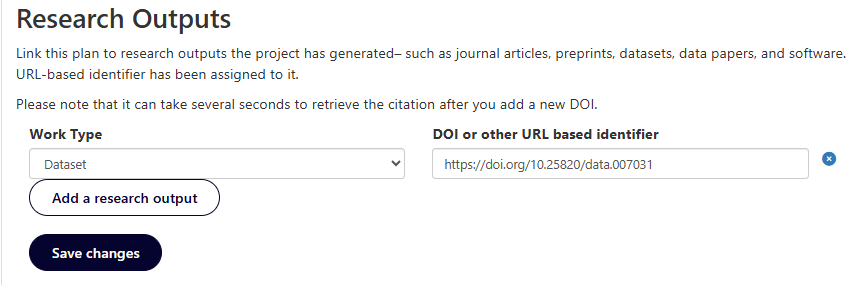 Research Outputs
Link this plan to research outputs the project has generated– such as journal articles, preprints, datasets, data papers, and software.
URL-based identifier has been assigned to it.
Please note that it can take several seconds to retrieve the citation after you add a new DOI.
Work Type
DOI or other URL based identifier
Dataset
https://doi.org/10.25820/data.007031
Add a research output
Save changes